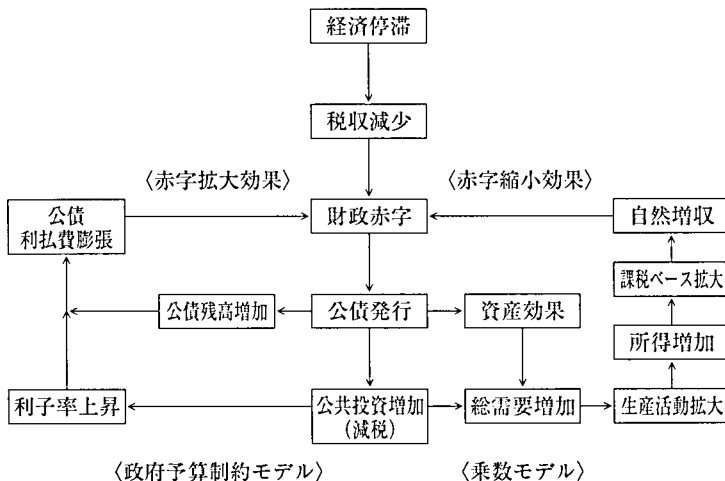 経済停滞
税収減少
〈赤字拡大効果〉
〈赤字縮小効果〉
公債
利払費膨張
財政赤字
自然増収
課税ベース拡大
公債残高増加
公債発行
資産効果
所得増加
利子率上昇
公共投資増加
(減税)
総需要増加
生産活動拡大
〈政府予算制約モデル〉
〈乗数モデル〉